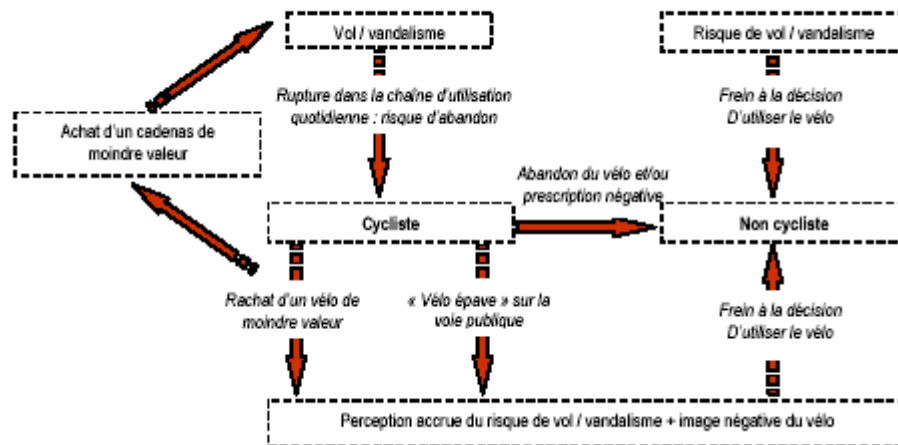 Vol / vandalisme
Risque de vol / vandalisme
Rupture dans la chaîne d'utilisation
quotidienne : risque d'abandon
Frein à la décision
D'utiliser le vélo
Achat d'un cadenas de
moindre valeur
Abandon du vélo et/ou
prescription négative
Cycliste
Non cycliste
Rachat d'un vélo de
moindre valeur
« Vélo épave » sur la
voie publique
Frein à la décision
D'utiliser le vélo
Perception accrue du risque de vol / vandalisme + image négative du vélo